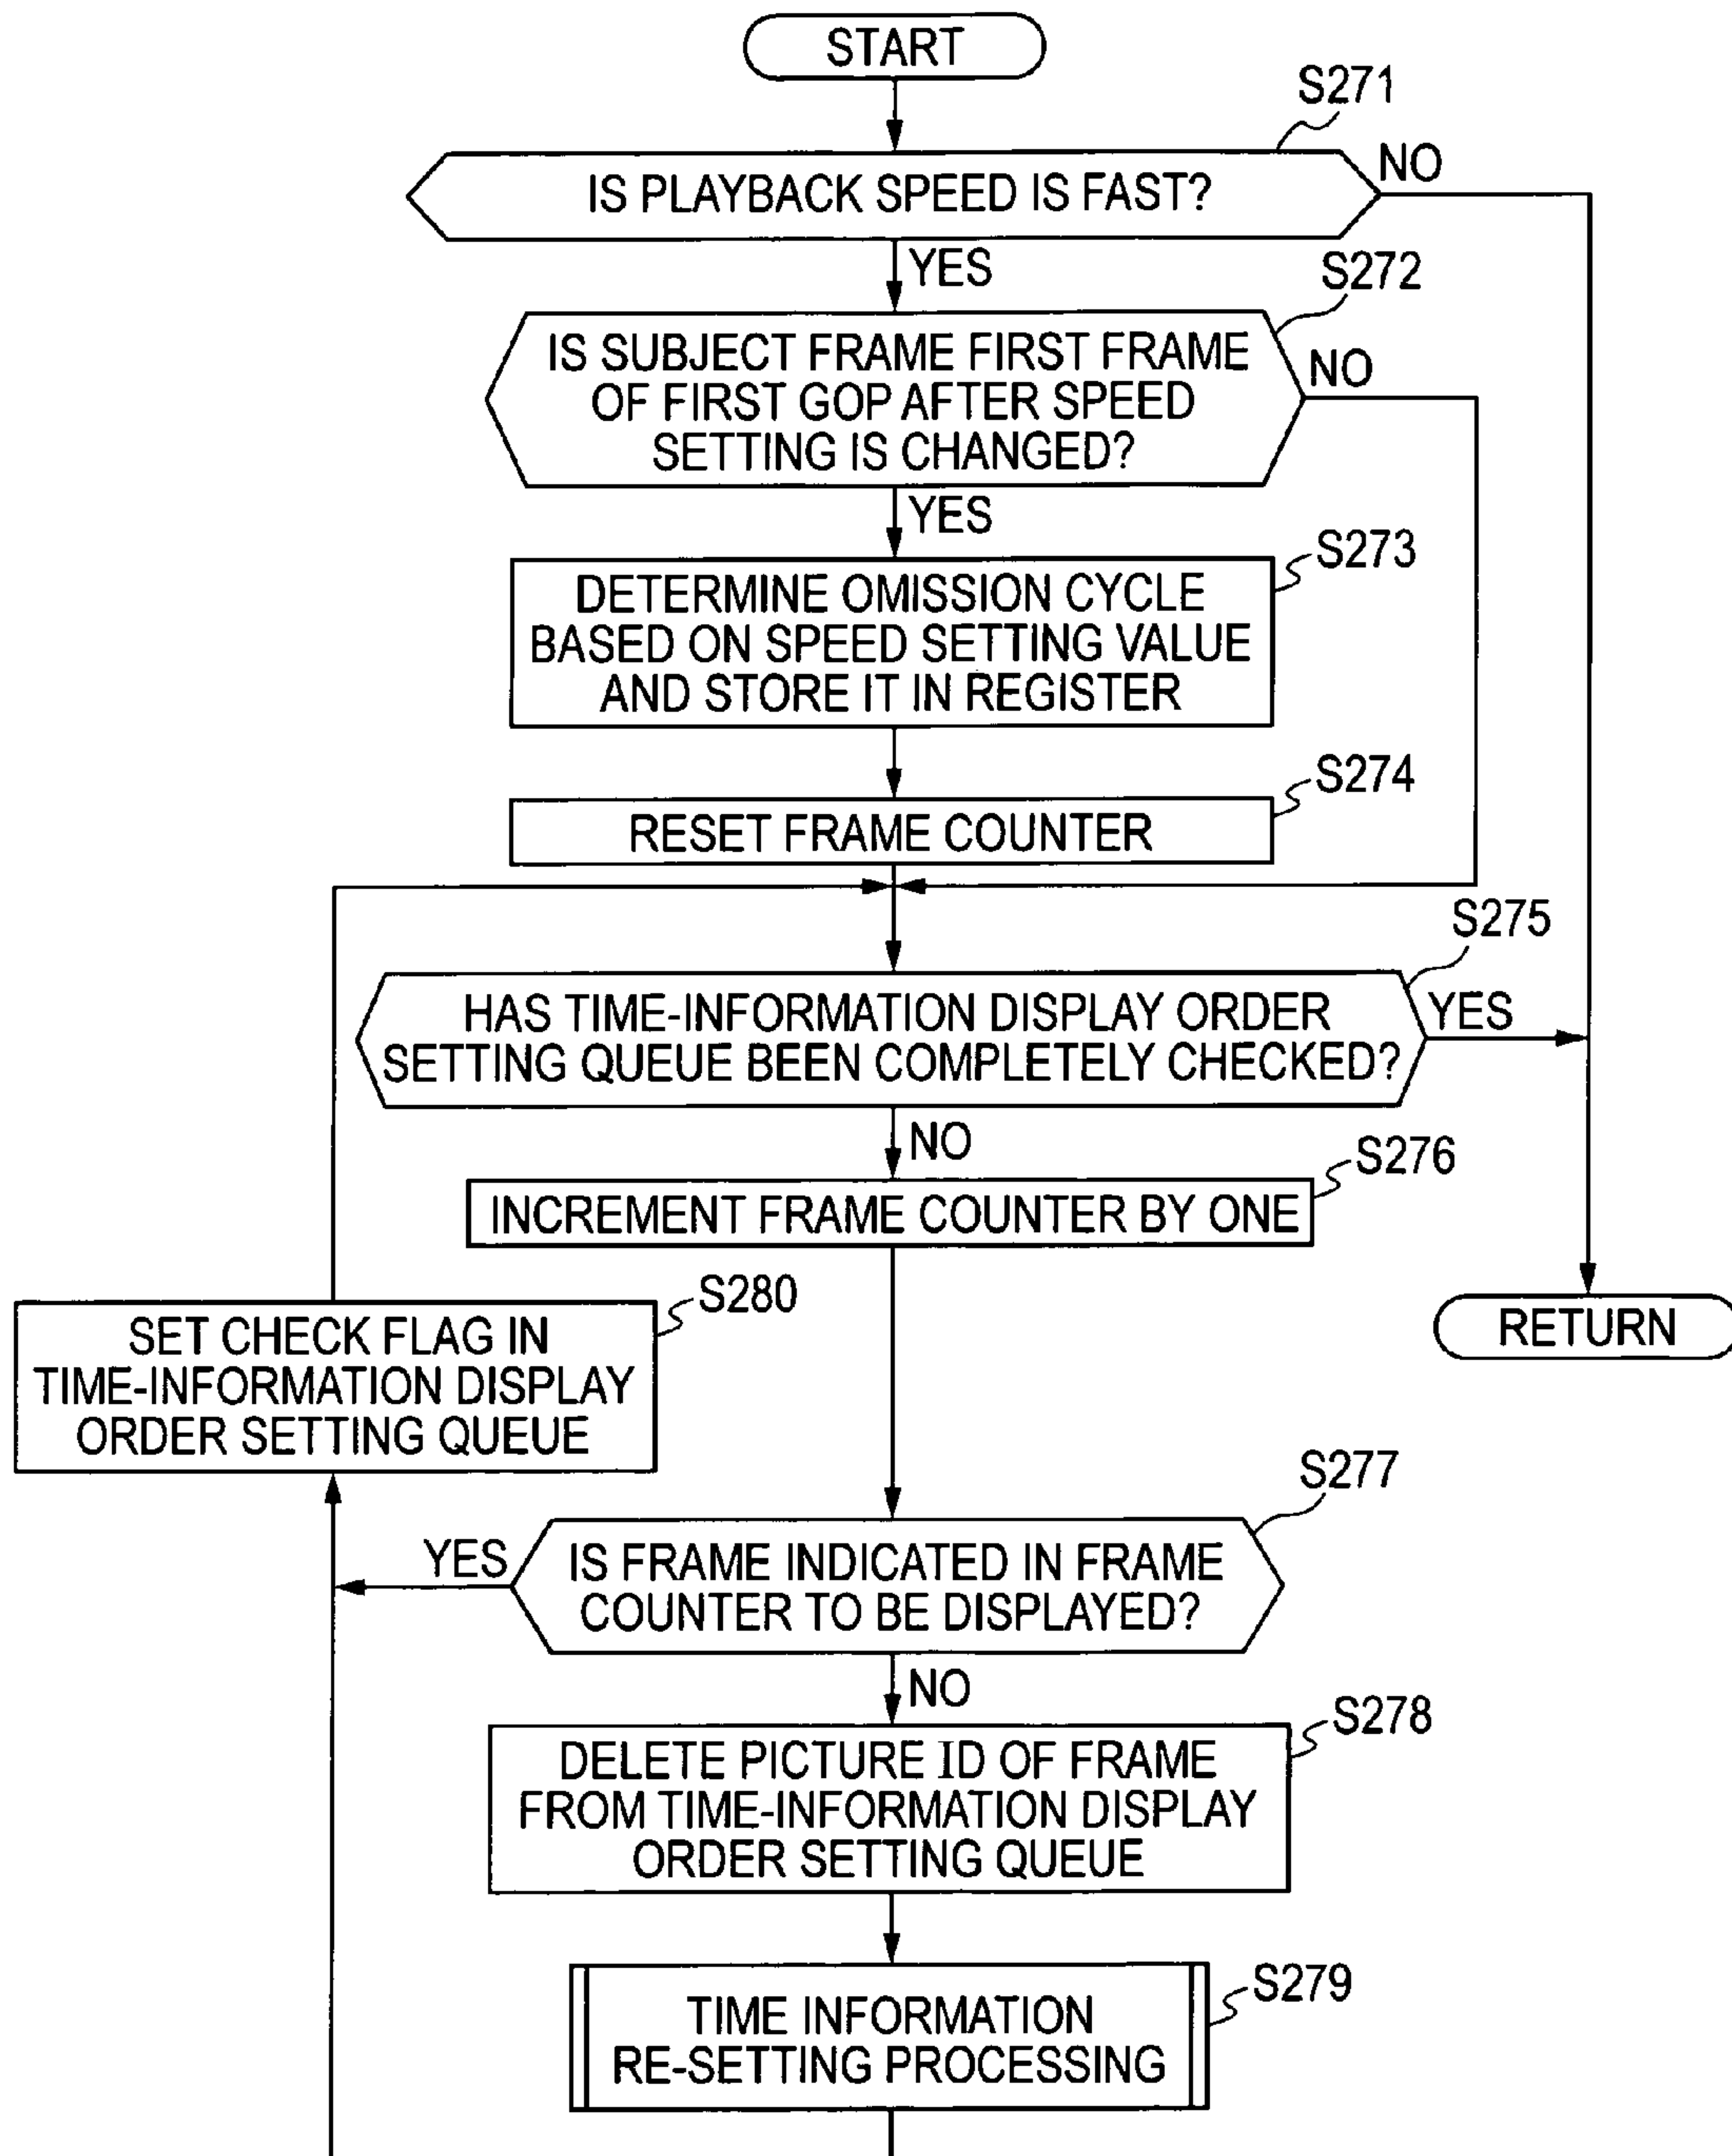 START
S271
IS PLAYBACK SPEED IS FAST?
NO
YES
S272
IS SUBJECT FRAME FIRST FRAME
OF FIRST GOP AFTER SPEED
SETTING IS CHANGED?
NO
YES
S273
DETERMINE OMISSION CYCLE
BASED ON SPEED SETTING VALUE
AND STORE IT IN REGISTER
S274
RESET FRAME COUNTER
S275
HAS TIME-INFORMATION DISPLAY ORDER
SETTING QUEUE BEEN COMPLETELY CHECKED?
YES
NO
S276
INCREMENT FRAME COUNTER BY ONE
S280
SET CHECK FLAG IN
TIME-INFORMATION DISPLAY
ORDER SETTING QUEUE
RETURN
S277
YES
IS FRAME INDICATED IN FRAME
COUNTER TO BE DISPLAYED?
NO
S278
DELETE PICTURE ID OF FRAME
FROM TIME-INFORMATION DISPLAY
ORDER SETTING QUEUE
S279
TIME INFORMATION
RE-SETTING PROCESSING